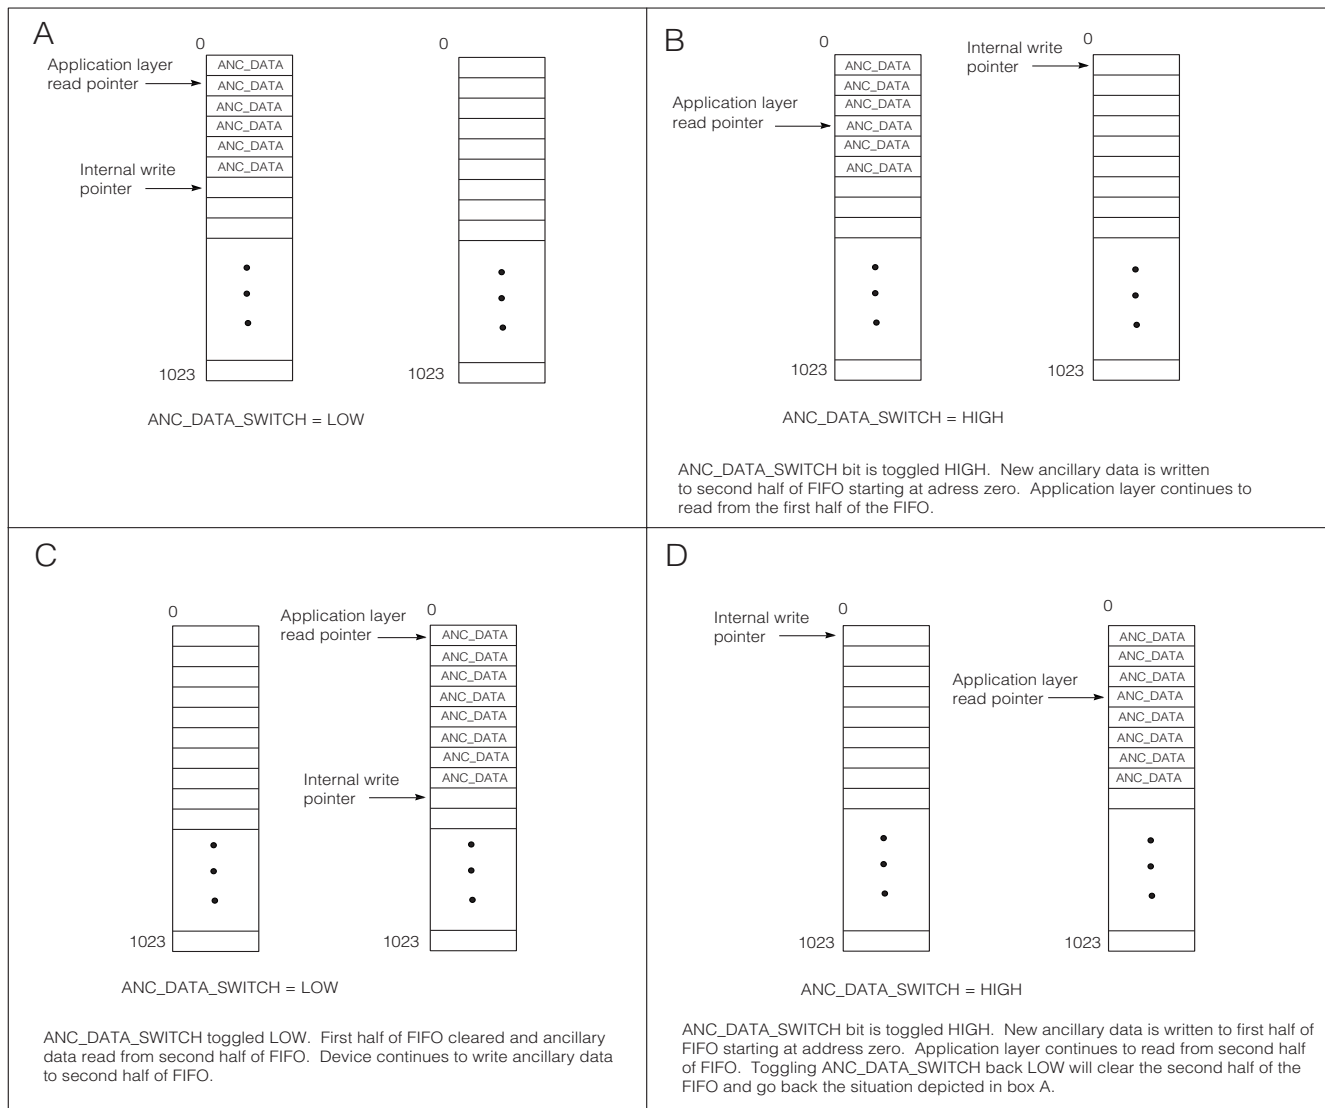 A
0
0
Application layer
read pointer
ANC_DATA
ANC_DATA
ANC_DATA
ANC_DATA
ANC_DATA
ANC_DATA
Internal write
pointer
1023
1023
ANC_DATA_SWITCH = LOW
B
0
Internal write
pointer
0
ANC_DATA
ANC_DATA
ANC_DATA
ANC_DATA
ANC_DATA
ANC_DATA
Application layer
read pointer
1023
1023
ANC_DATA_SWITCH = HIGH
ANC_DATA_SWITCH bit is toggled HIGH.  New ancillary data is written
to second half of FIFO starting at adress zero.  Application layer continues to
read from the first half of the FIFO.
C
0
Application layer
read pointer
0
ANC_DATA
ANC_DATA
ANC_DATA
ANC_DATA
ANC_DATA
ANC_DATA
ANC_DATA
ANC_DATA
Internal write
pointer
1023
1023
ANC_DATA_SWITCH = LOW
ANC_DATA_SWITCH toggled LOW.  First half of FIFO cleared and ancillary
data read from second half of FIFO.  Device continues to write ancillary data
to second half of FIFO.
D
Internal write
pointer
0
0
ANC_DATA
ANC_DATA
ANC_DATA
ANC_DATA
ANC_DATA
ANC_DATA
ANC_DATA
ANC_DATA
Application layer
read pointer
1023
1023
ANC_DATA_SWITCH = HIGH
ANC_DATA_SWITCH bit is toggled HIGH.  New ancillary data is written to first half of
FIFO starting at address zero.  Application layer continues to read from second half
of FIFO.  Toggling ANC_DATA_SWITCH back LOW will clear the second half of the
FIFO and go back the situation depicted in box A.